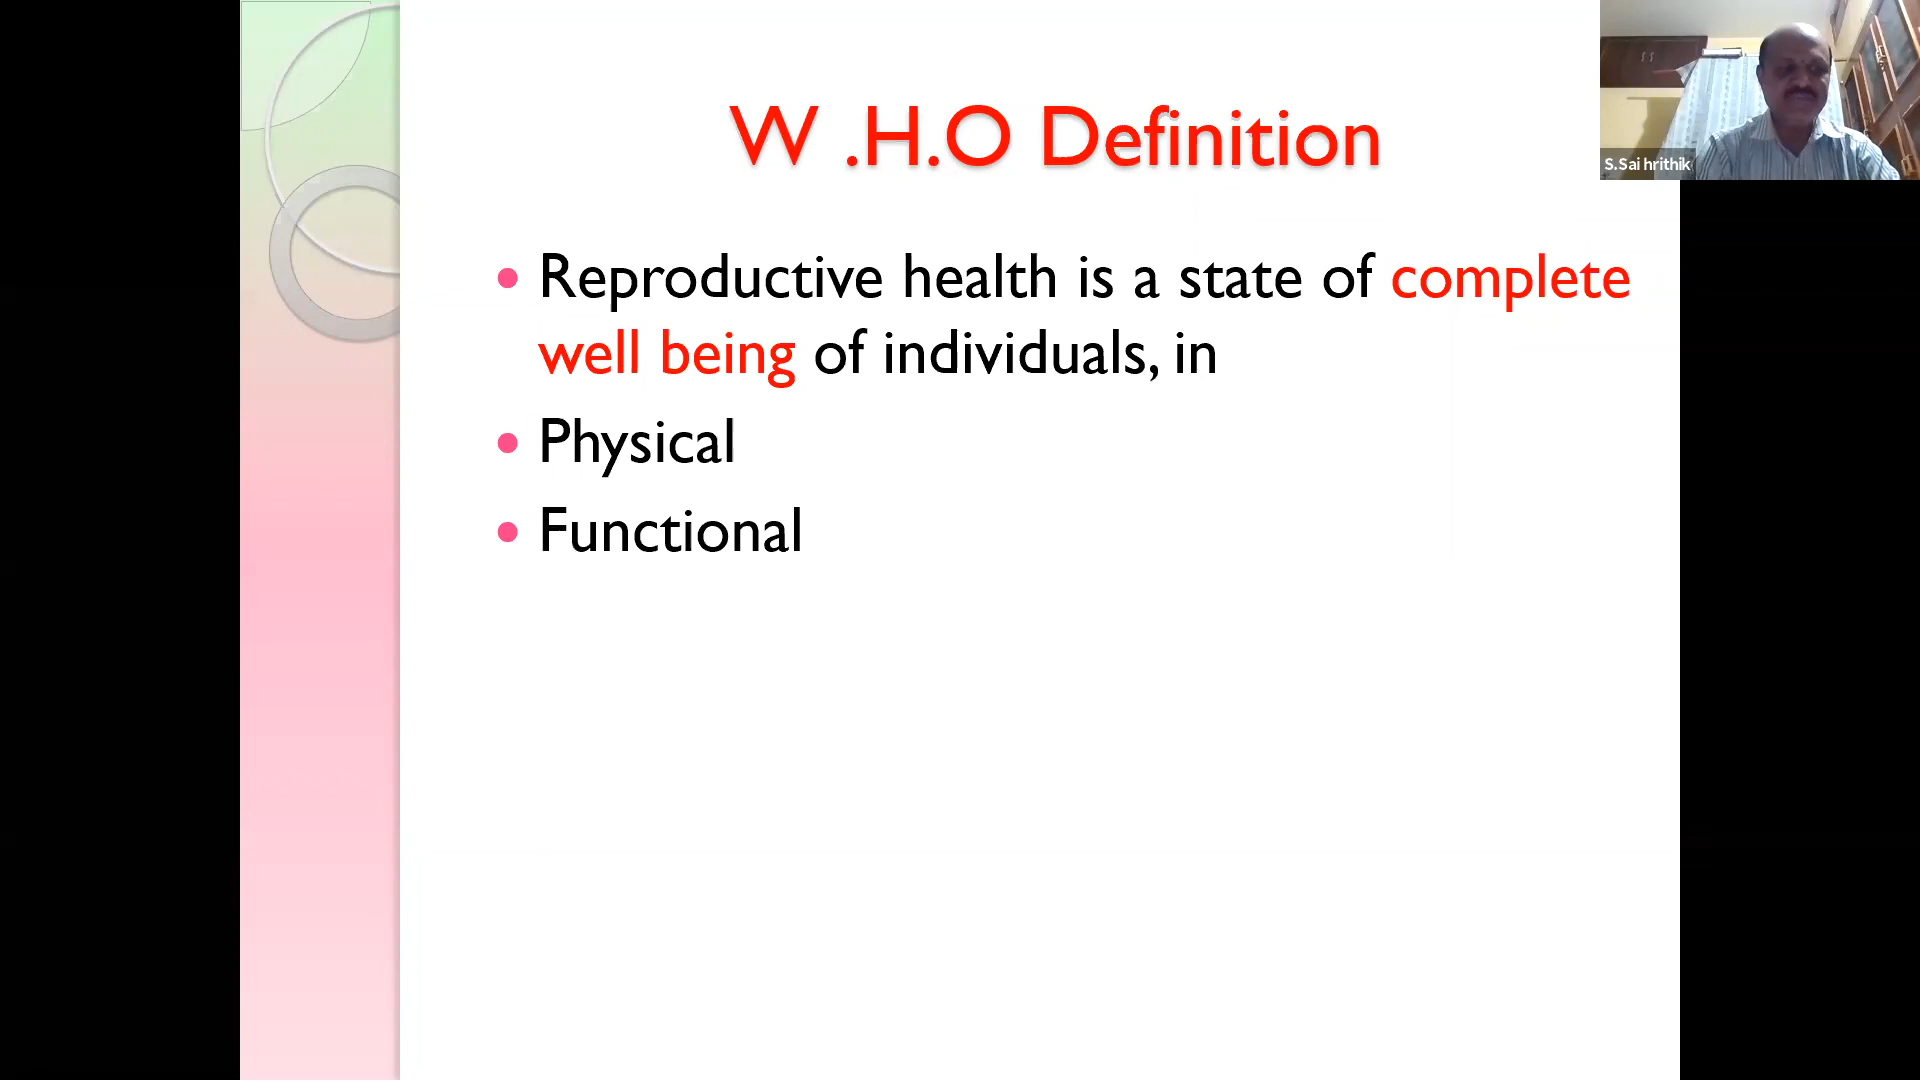 W .H.O Definition
S.Sai hrithik
• Reproductive health is a state of complete
well being of individuals, in
• Physical
• Functional